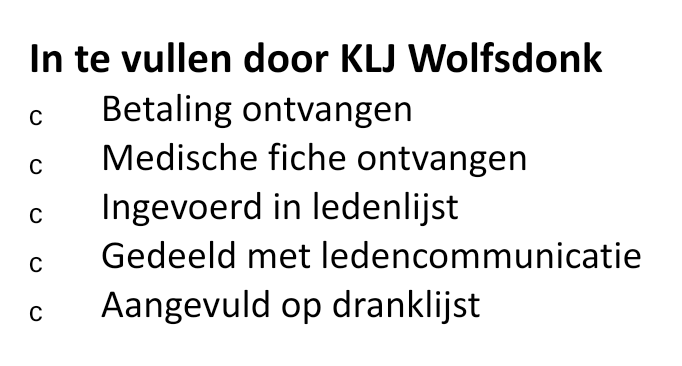 In te vullen door KLJ Wolfsdonk
c Betaling ontvangen
c Medische fiche ontvangen
c Ingevoerd in ledenlijst
c Gedeeld met ledencommunicatie
c Aangevuld op dranklijst